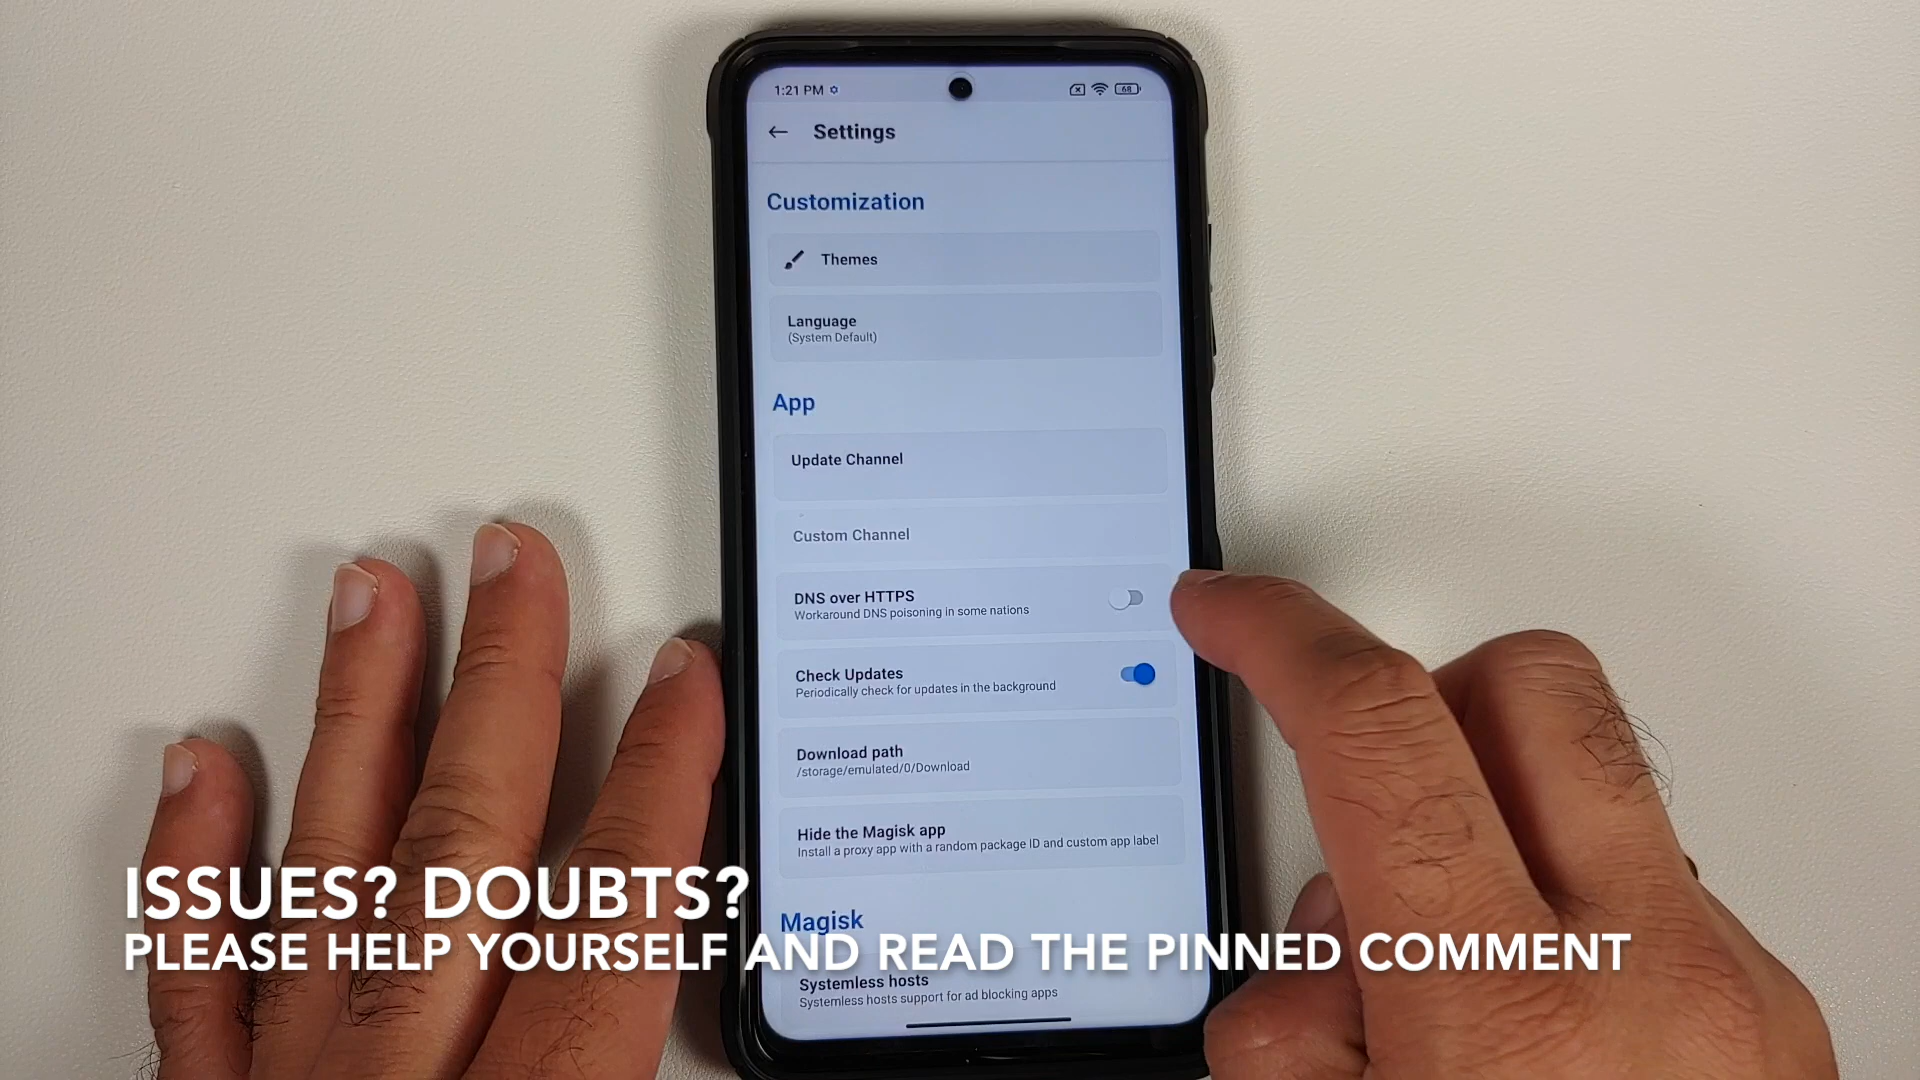 1:21 PM
68
Settings
Customization
Themes
Language
(System Default)
App
Update Channel
Custom Channel
DNS over HTTPS
Workaround DNS poisoning in some nations
Check Updates
Periodically check for updates in the background
Download path
/storage/emulated/0/Download
Hide the Magisk app
Install a proxy app with a random package ID and custom app label
ISSUES? DOUBTS?
Magisk
PLEASE HELP YOURSELF AND READ THE PINNED COMMENT
Systemless hosts
Systemless hosts support for ad blocking apps